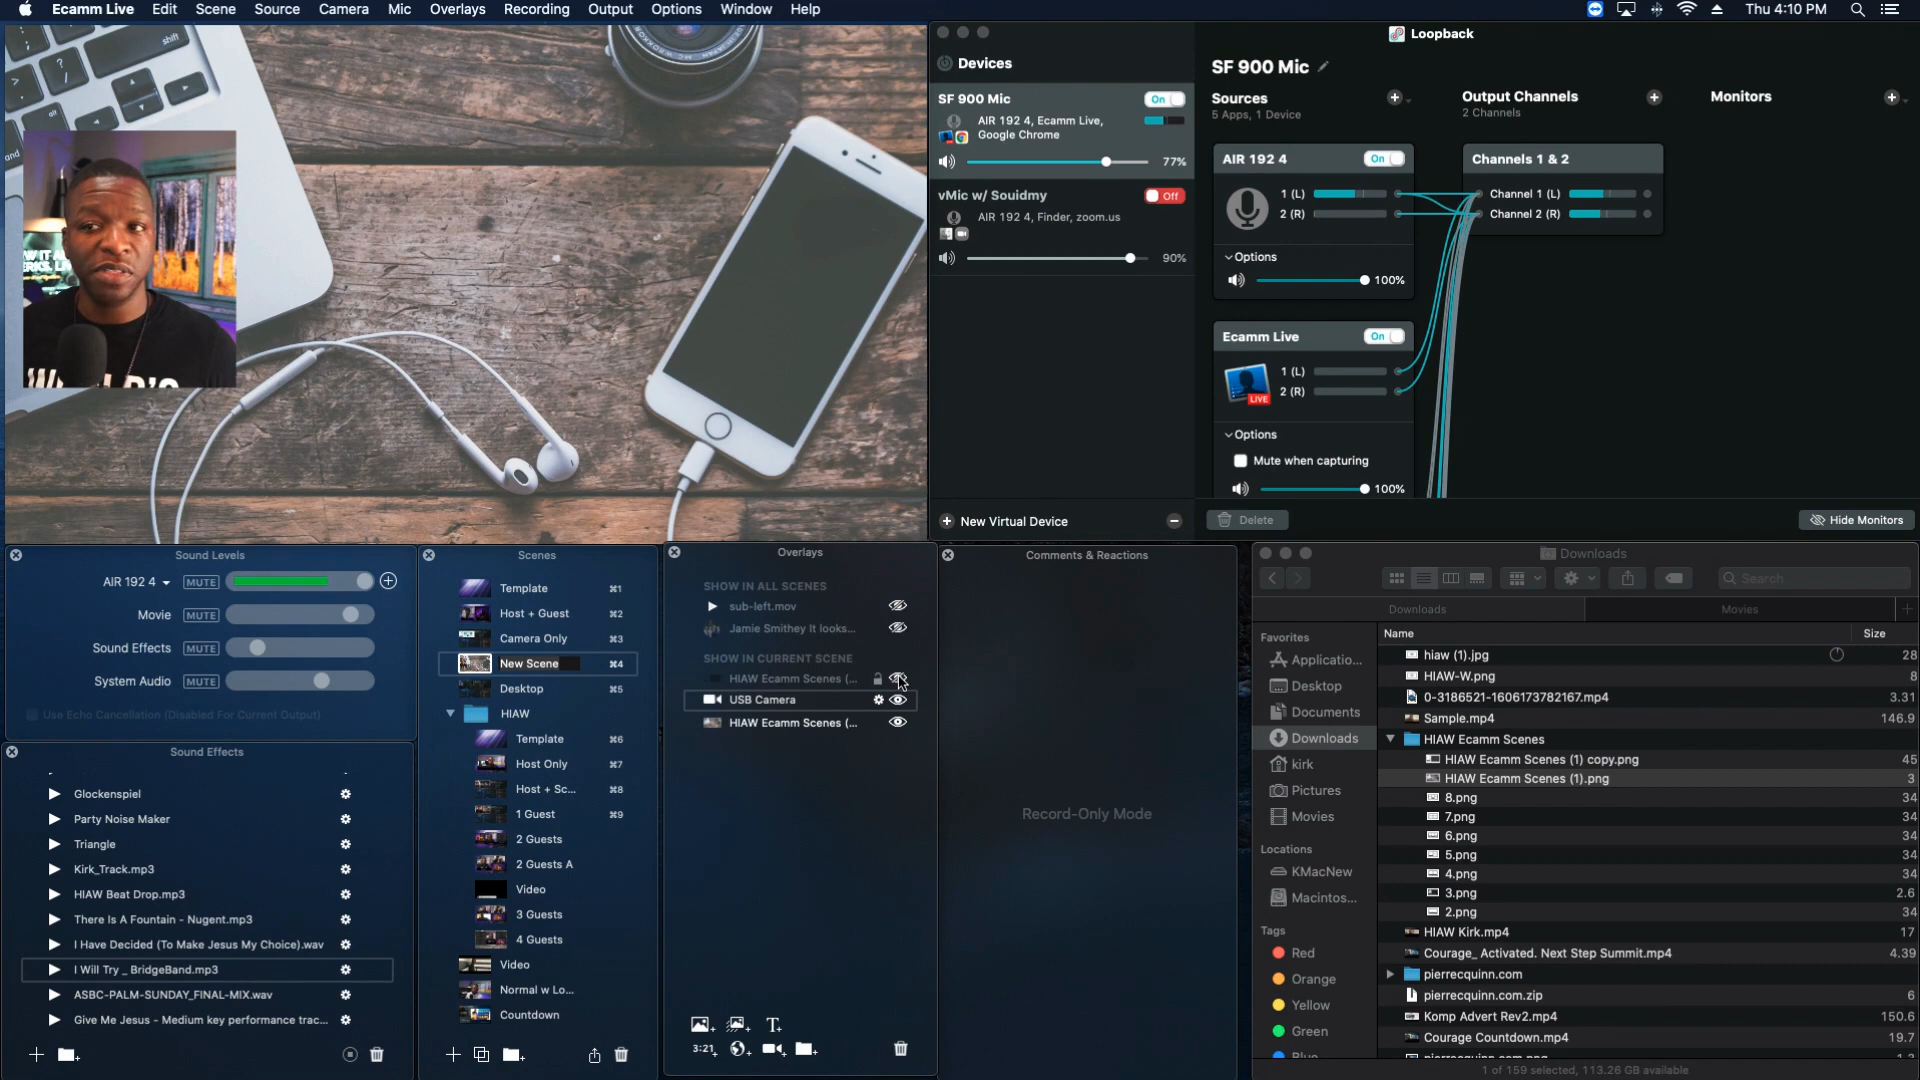 Ecamm Live Edit Scene Source Camera Mic Overlays Recording Output Options Window Help Thu 4:10 PM
Loopback
Devices
SF 900 Mic
On
AIR 192 4, Ecamm Live,
Google Chrome
77%
vMic w/ Souidmy
Off
AIR 192 4, Finder, zoom.us
90%
New Virtual Device
SF 900 Mic
Sources
5 Apps, 1 Device
Output Channels
2 Channels
Monitors
AIR 192 4 On
1 (L)
2 (R)
Options
100%
Channels 1 & 2
Channel 1 (L)
Channel 2 (R)
Ecamm Live On
LIVE
1 (L)
2 (R)
Options
Mute when capturing
100%
Delete
Hide Monitors
shift
Sound Levels
AIR 192 4 MUTE
Movie MUTE
Sound Effects MUTE
System Audio MUTE
Use Echo Cancellation (Disabled For Current Output)
Sound Effects
Glockenspiel
Party Noise Maker
Triangle
Kirk_Track.mp3
HIAW Beat Drop.mp3
There Is A Fountain - Nugent.mp3
I Have Decided (To Make Jesus My Choice).wav
I Will Try _ BridgeBand.mp3
ASBC-PALM-SUNDAY_FINAL-MIX.wav
Give Me Jesus - Medium key performance trac...
Scenes
Template ⌘1
Host + Guest ⌘2
Camera Only ⌘3
New Scene ⌘4
Desktop ⌘5
HIAW
Template ⌘6
Host Only ⌘7
Host + Sc... ⌘8
1 Guest ⌘9
2 Guests
2 Guests A
Video
3 Guests
4 Guests
Video
Normal w Lo...
Countdown
Overlays
SHOW IN ALL SCENES
sub-left.mov
Jamie Smithey It looks...
SHOW IN CURRENT SCENE
HIAW Ecamm Scenes (...
USB Camera
HIAW Ecamm Scenes (...
3:21
Comments & Reactions
Record-Only Mode
Downloads
Search
Downloads Movies
Favorites
Applicatio...
Desktop
Documents
Downloads
kirk
Pictures
Movies
Locations
KMacNew
Macintos...
Tags
Red
Orange
Yellow
Green
Blue
Name Size
hiaw (1).jpg 28
HIAW-W.png 8
0-3186521-1606173782167.mp4 3.31
Sample.mp4 146.9
HIAW Ecamm Scenes
HIAW Ecamm Scenes (1) copy.png 45
HIAW Ecamm Scenes (1).png 3
8.png 34
7.png 34
6.png 34
5.png 34
4.png 34
3.png 2.6
2.png 34
HIAW Kirk.mp4 17
Courage_ Activated. Next Step Summit.mp4 4.39
pierrecquinn.com
pierrecquinn.com.zip 6
Komp Advert Rev2.mp4 150.6
Courage Countdown.mp4 19.7
1 of 159 selected, 113.26 GB available